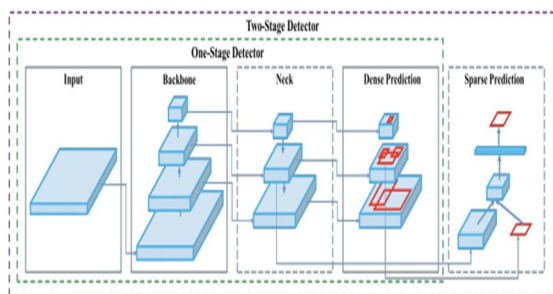 Two-Stage Detector
One-Stage Detector
Input
Backbone
Neck
Dense Prediction
Sparse Prediction